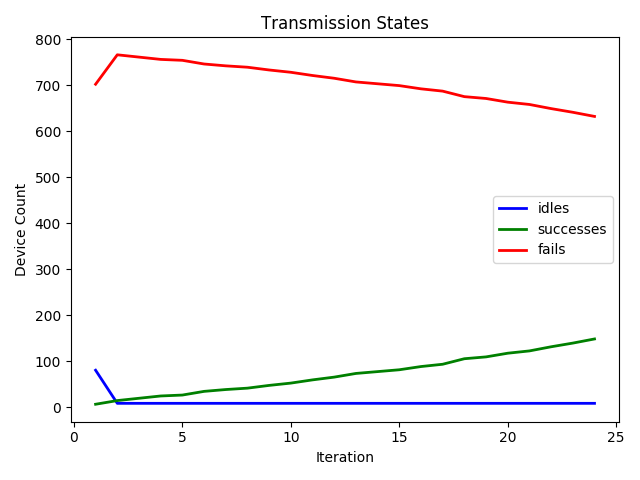 Transmission States
800
700
600
500
400
300
200
100
0
Device Count
idles
successes
fails
0 5 10 15 20 25
Iteration